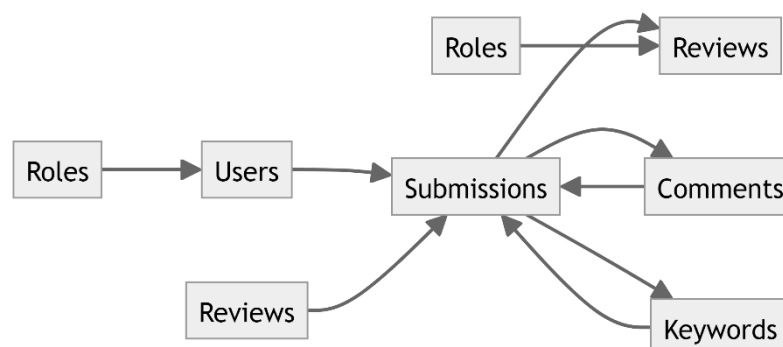 Roles
Reviews
Roles
Users
Submissions
Comments
Reviews
Keywords